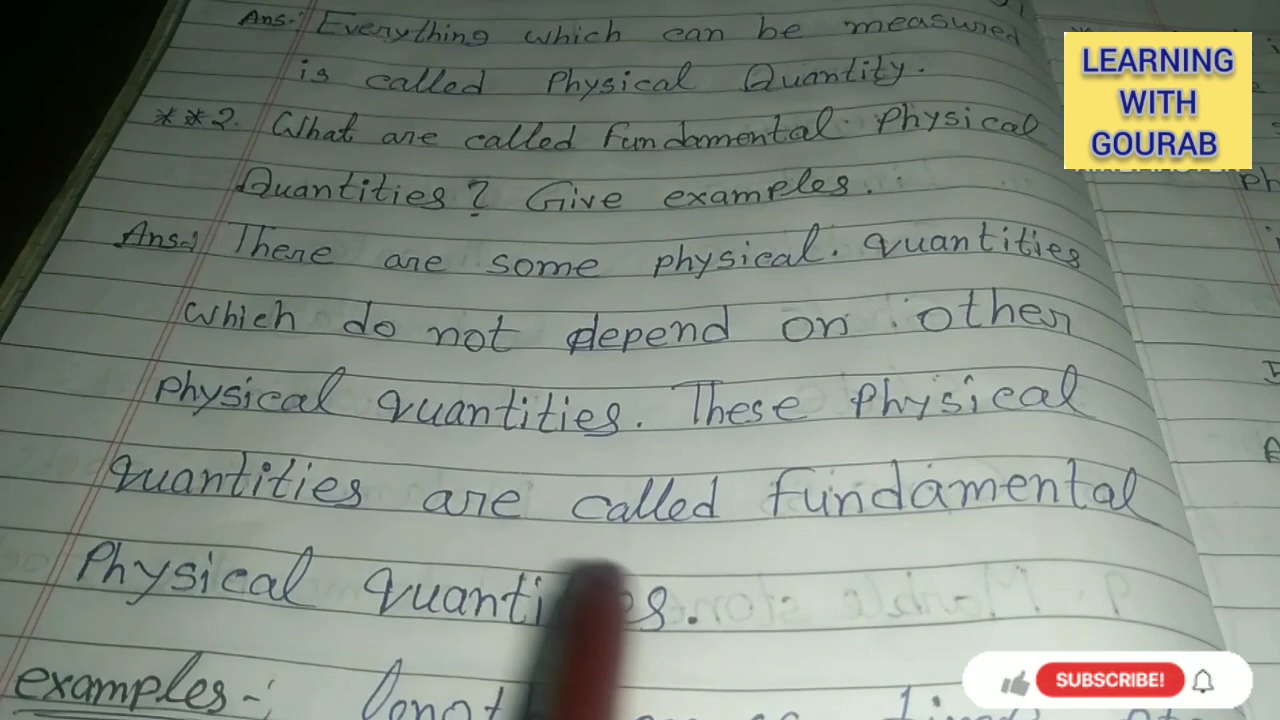 Ans:- Everything which can be measured
is called Physical Quantity.
**2. What are called fundamental Physical
Quantities? Give examples.
Ans:- There are some physical quantities
which do not depend on other
physical quantities. These physical
quantities are called fundamental
Physical quantities.
examples-:
LEARNING
WITH
GOURAB
SUBSCRIBE!